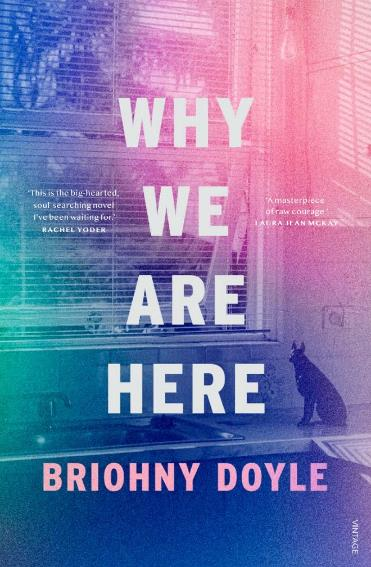 WHY
WE
ARE
HERE
'This is the big-hearted,
soul-searching novel
I've been waiting for.'
RACHEL YODER
'A masterpiece
of raw courage'
LAURA JEAN MCKAY
BRIOHNY DOYLE
VINTAGE